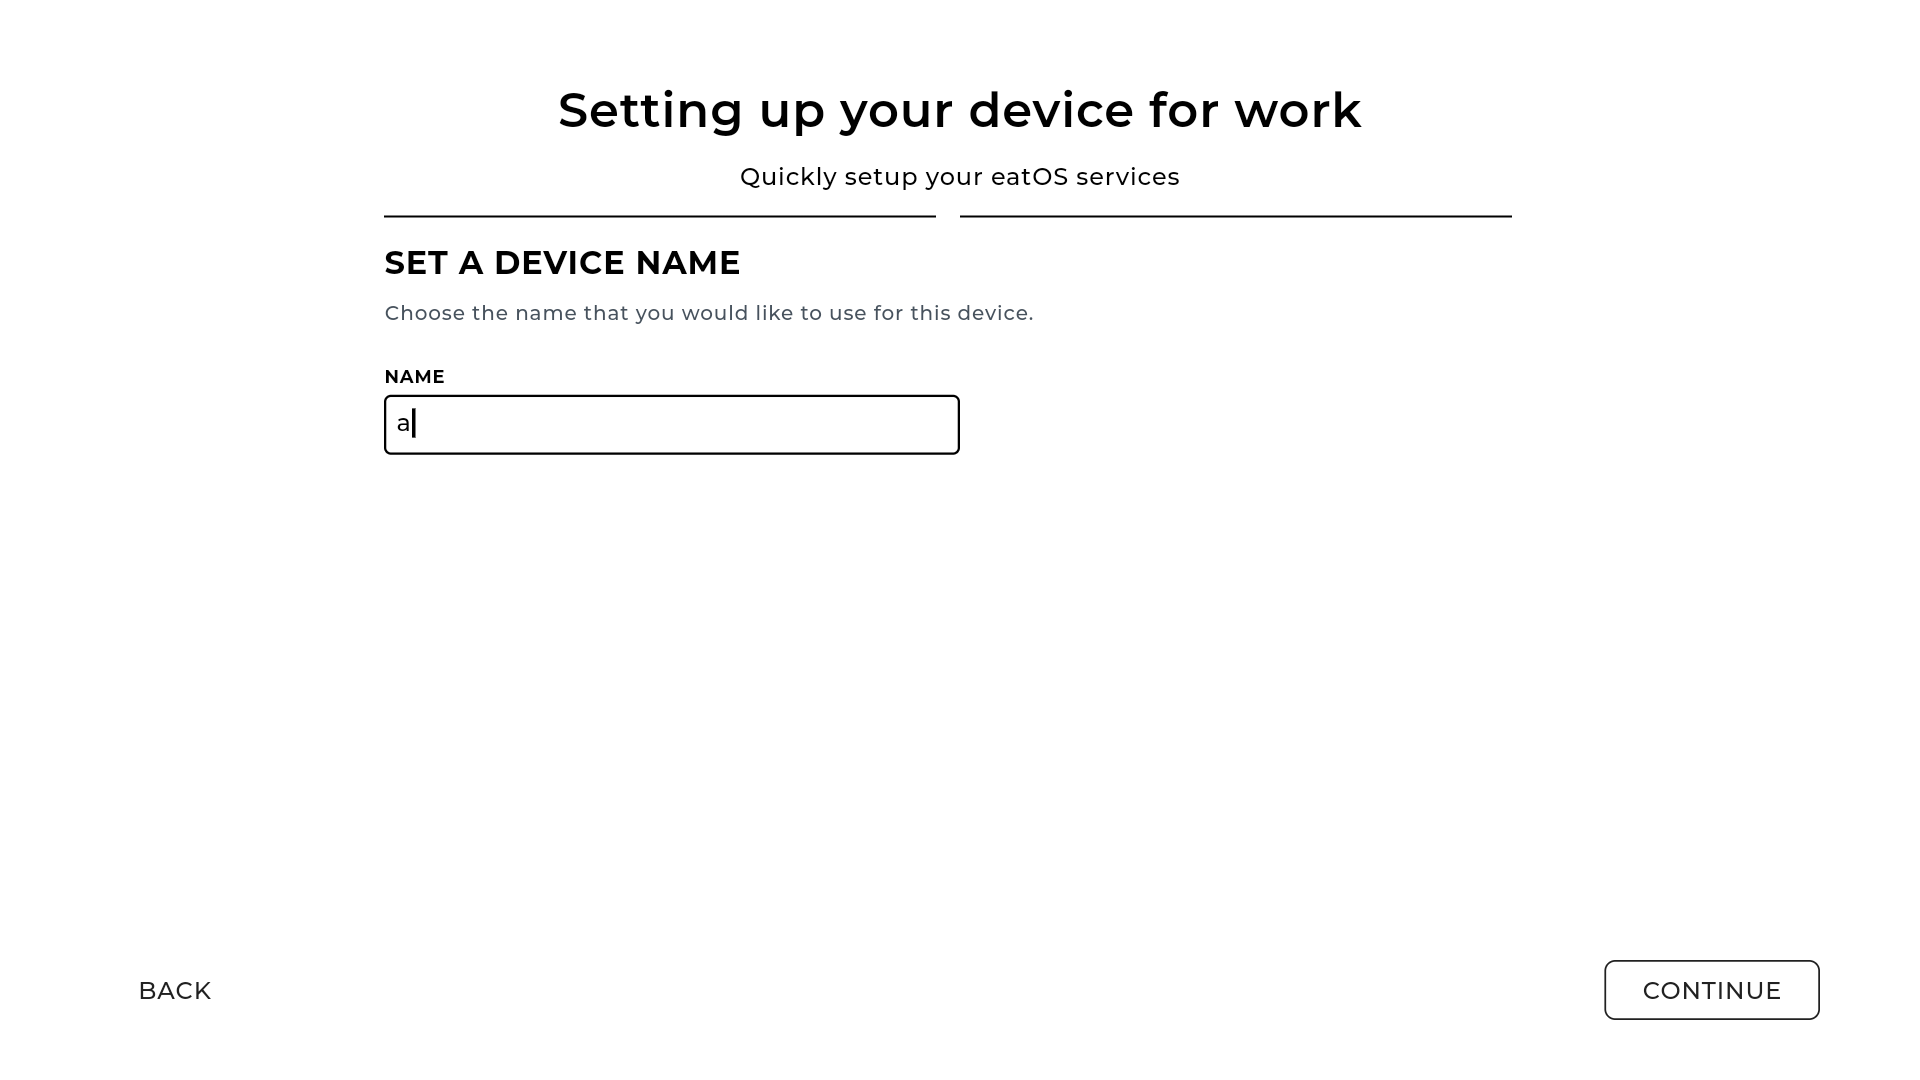 Setting up your device for work
Quickly setup your eatOS services
SET A DEVICE NAME
Choose the name that you would like to use for this device.
NAME
a
BACK
CONTINUE